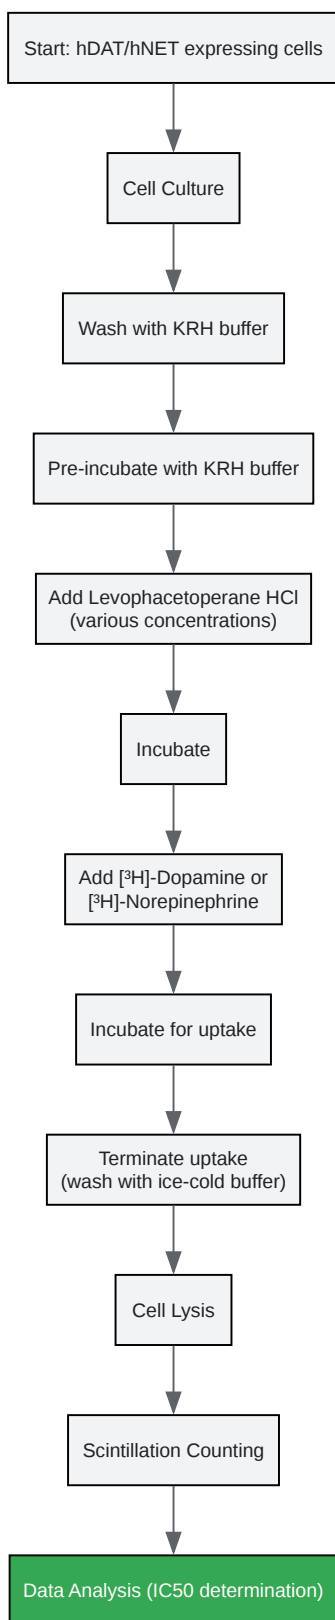 Start: hDAT/hNET expressing cells
Cell Culture
Wash with KRH buffer
Pre-incubate with KRH buffer
Add Levophacetoperane HCl
(various concentrations)
Incubate
Add [³H]-Dopamine or
[³H]-Norepinephrine
Incubate for uptake
Terminate uptake
(wash with ice-cold buffer)
Cell Lysis
Scintillation Counting
Data Analysis (IC50 determination)